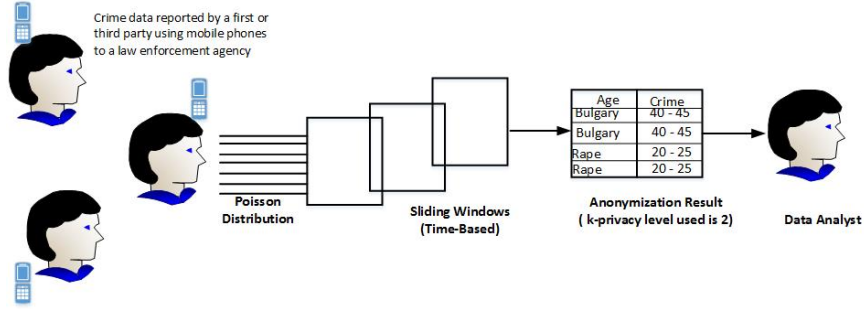 Crime data reported by a first or
third party using mobile phones
to a law enforcement agency
Poisson
Distribution
Sliding Windows
(Time-Based)
Age Crime
Bulgary 40 - 45
Bulgary 40 - 45
Rape 20 - 25
Rape 20 - 25
Anonymization Result
( k-privacy level used is 2)
Data Analyst